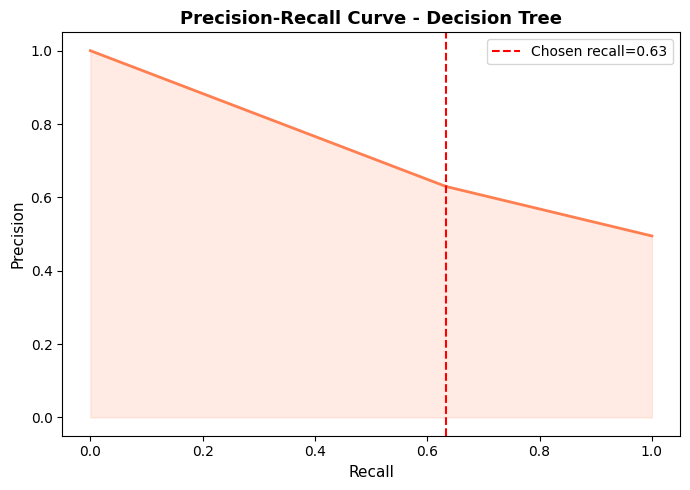 Precision-Recall Curve - Decision Tree
Chosen recall=0.63
Precision
1.0
0.8
0.6
0.4
0.2
0.0
0.0 0.2 0.4 0.6 0.8 1.0
Recall